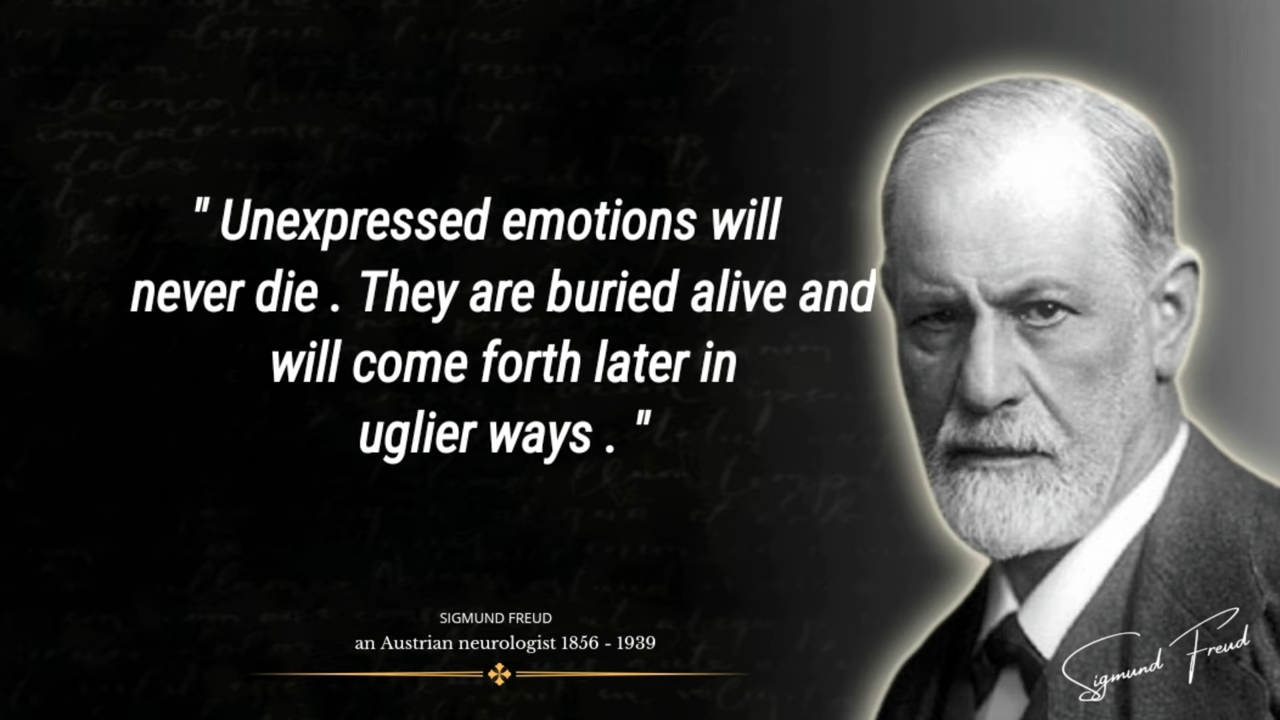 " Unexpressed emotions will
never die . They are buried alive and
will come forth later in
uglier ways . "
SIGMUND FREUD
an Austrian neurologist 1856 - 1939
Sigmund Freud